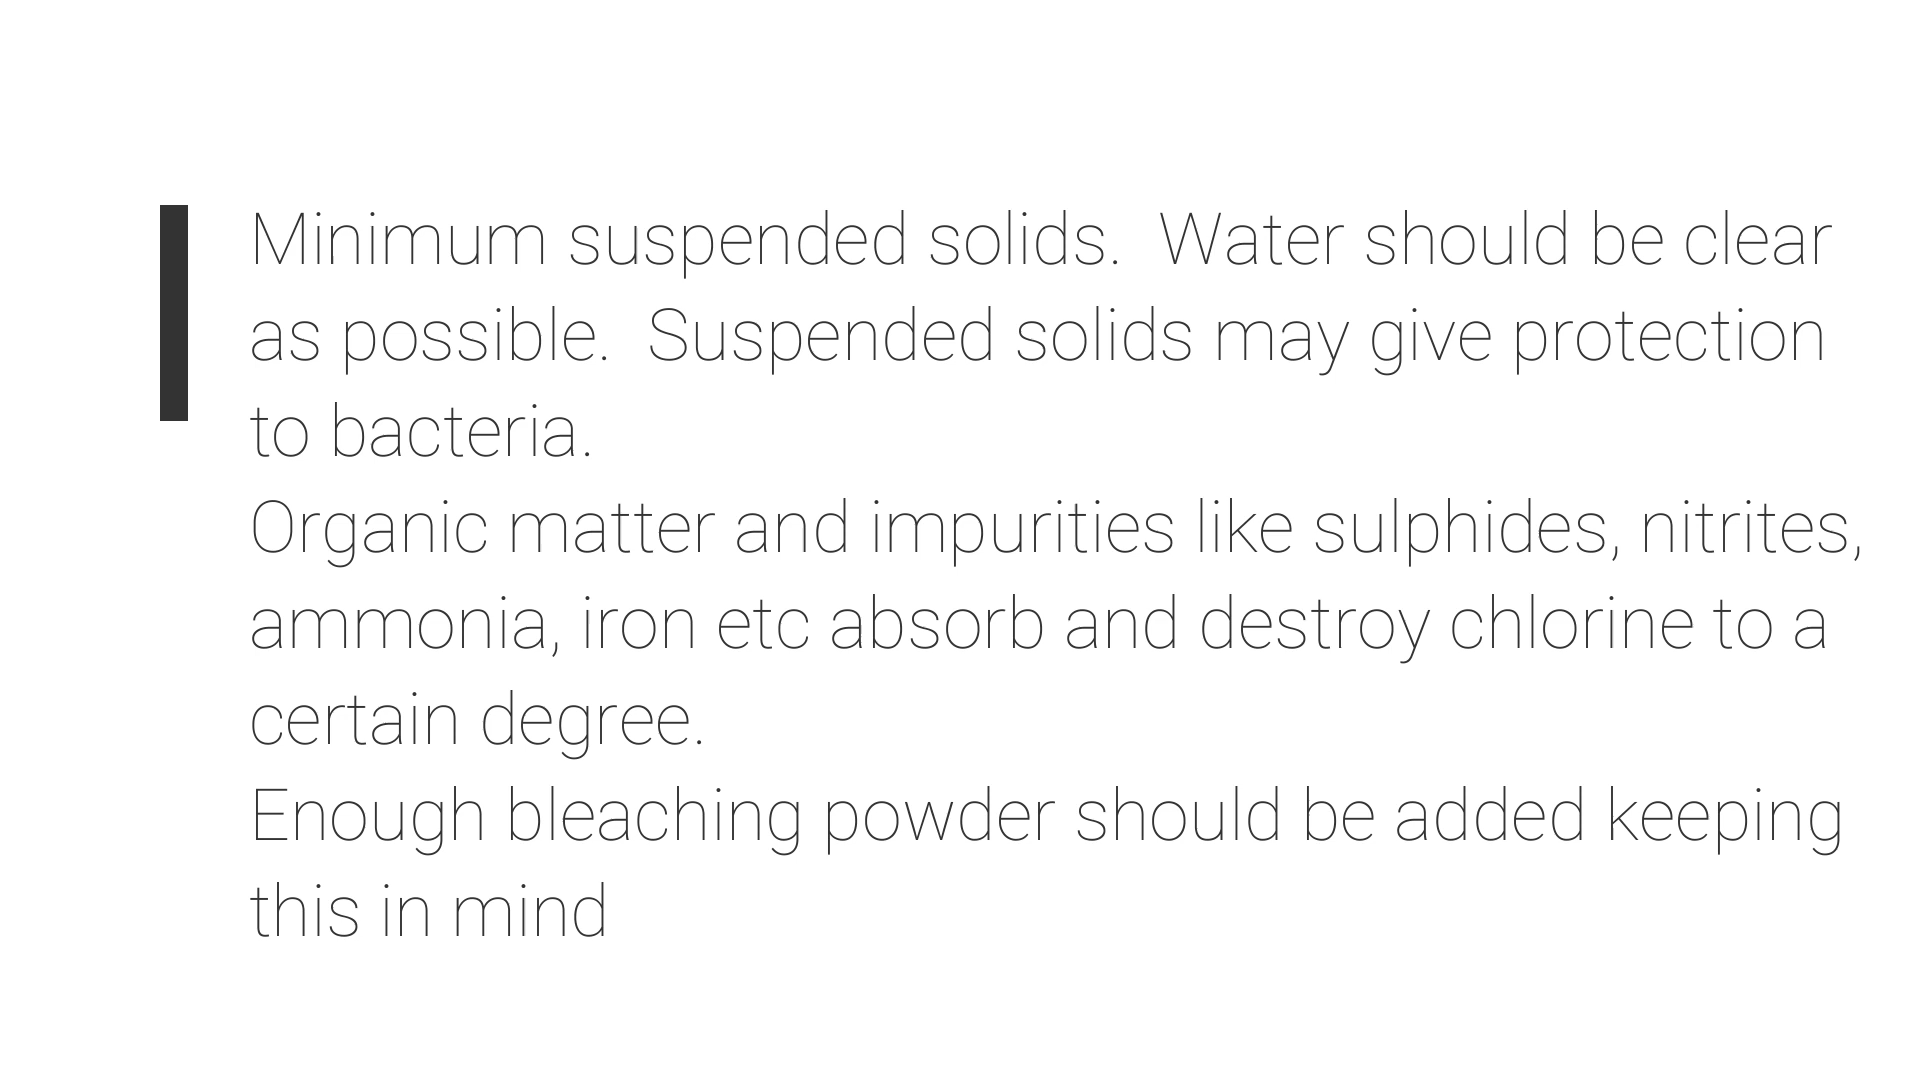 Minimum suspended solids.  Water should be clear
as possible.  Suspended solids may give protection
to bacteria.
Organic matter and impurities like sulphides, nitrites,
ammonia, iron etc absorb and destroy chlorine to a
certain degree.
Enough bleaching powder should be added keeping
this in mind